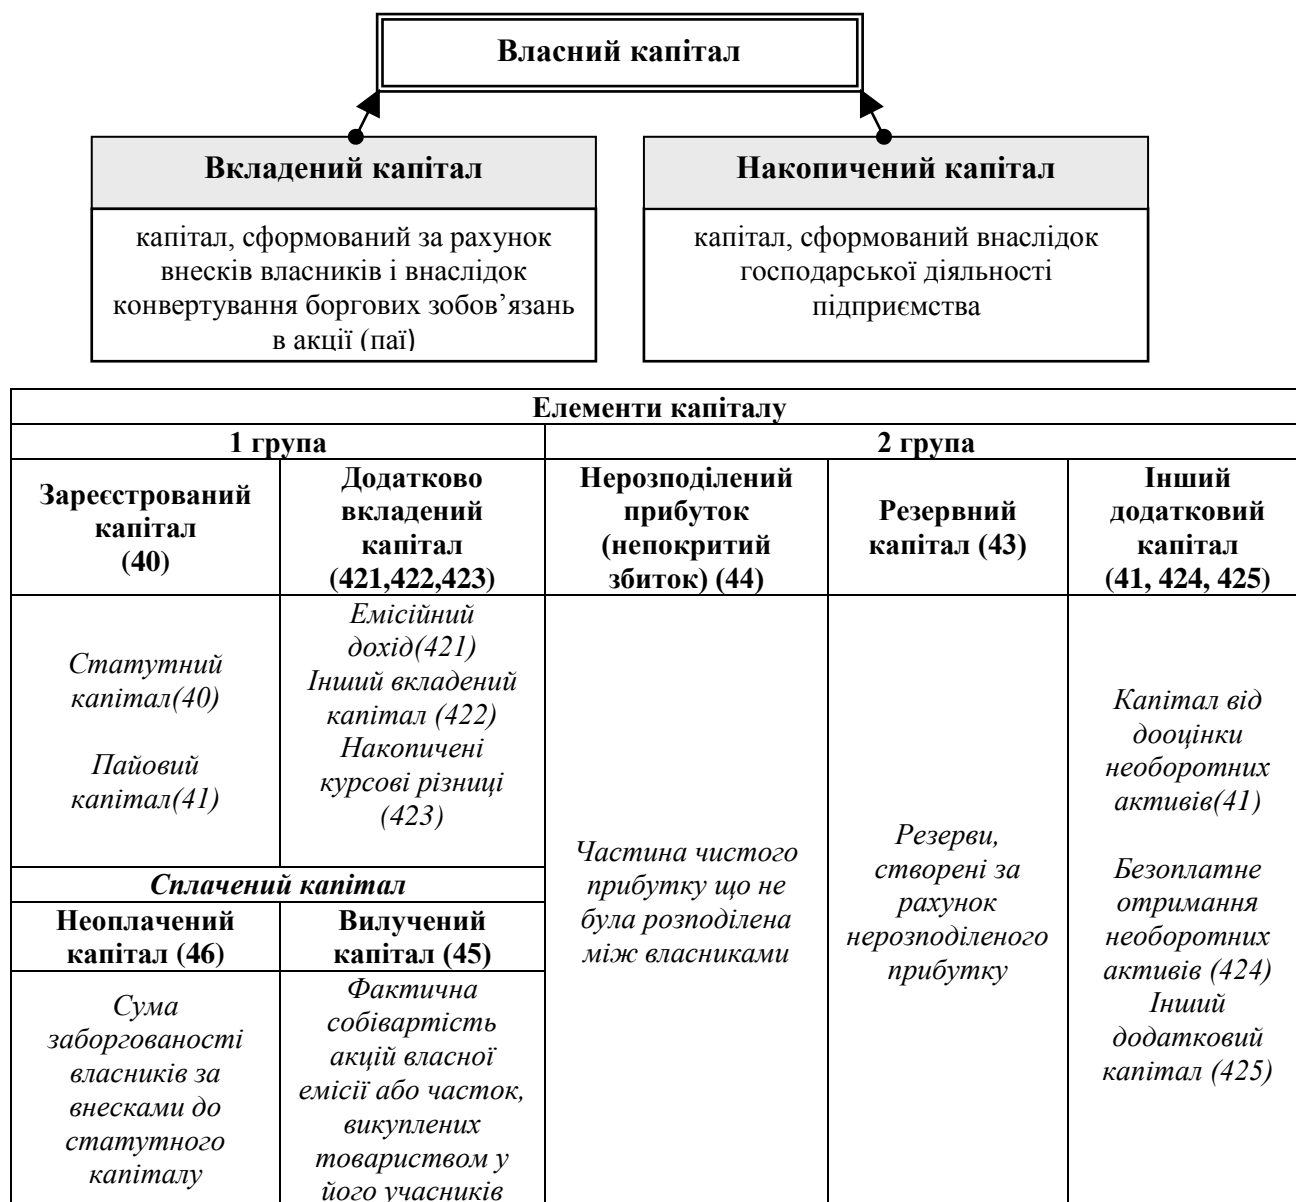 Власний капітал
Вкладений капітал
капітал, сформований за рахунок
внесків власників і внаслідок
конвертування боргових зобов’язань
в акції (паї)
Накопичений капітал
капітал, сформований внаслідок
господарської діяльності
підприємства
Елементи капіталу
1 група
2 група
Зареєстрований
капітал
(40)
Додатково
вкладений
капітал
(421,422,423)
Нерозподілений
прибуток
(непокритий
збиток) (44)
Резервний
капітал (43)
Інший
додатковий
капітал
(41, 424, 425)
Статутний
капітал(40)
Пайовий
капітал(41)
Емісійний
дохід(421)
Інший вкладений
капітал (422)
Накопичені
курсові різниці
(423)
Сплачений капітал
Неоплачений
капітал (46)
Вилучений
капітал (45)
Сума
заборгованості
власників за
внесками до
статутного
капіталу
Фактична
собівартість
акцій власної
емісії або часток,
викуплених
товариством у
його учасників
Частина чистого
прибутку що не
була розподілена
між власниками
Резерви,
створені за
рахунок
нерозподіленого
прибутку
Капітал від
дооцінки
необоротних
активів(41)
Безоплатне
отримання
необоротних
активів (424)
Інший
додатковий
капітал (425)